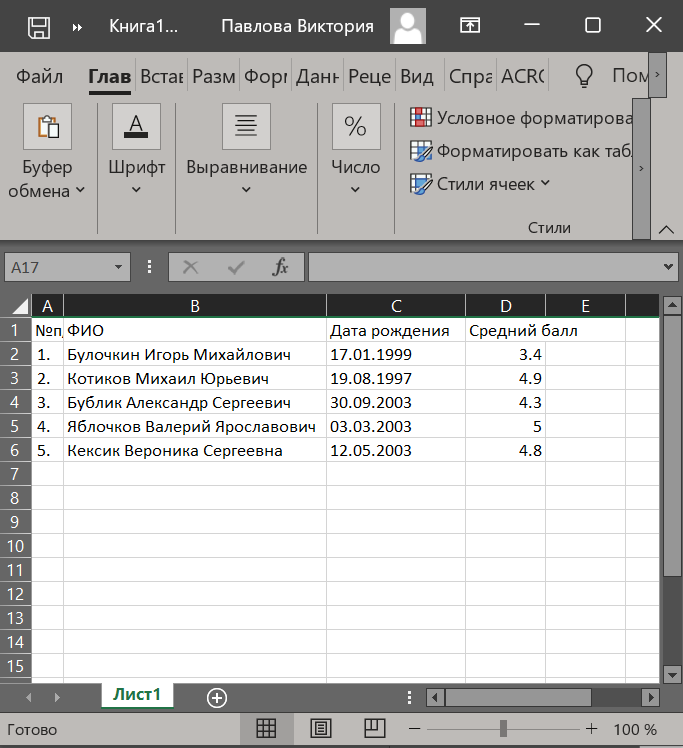 Книга1... Павлова Виктория
Файл Глав Встав Разм Фор Данн Реце Вид Спра ACRO Пом
Буфер обмена Шрифт Выравнивание Число
Условное форматирова
Форматировать как таб
Стили ячеек
Стили
A17 fx
A B C D E
1 №п ФИО Дата рождения Средний балл
2 1. Булочкин Игорь Михайлович 17.01.1999 3.4
3 2. Котиков Михаил Юрьевич 19.08.1997 4.9
4 3. Бублик Александр Сергеевич 30.09.2003 4.3
5 4. Яблочков Валерий Ярославович 03.03.2003 5
6 5. Кексик Вероника Сергеевна 12.05.2003 4.8
7
8
9
10
11
12
13
14
15
Лист1
Готово 100 %